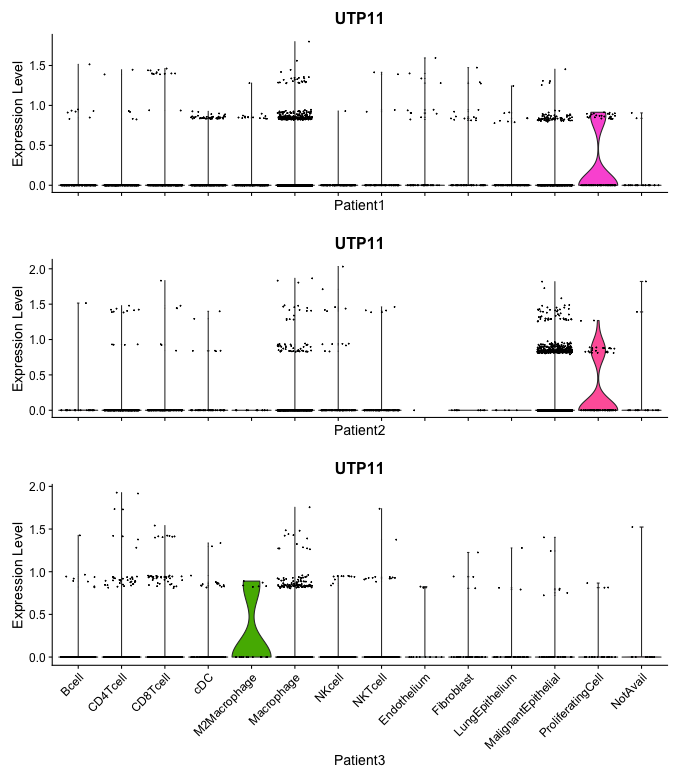 UTP11
Expression Level
1.5
1.0
0.5
0.0
Patient1
UTP11
Expression Level
2.0
1.5
1.0
0.5
0.0
Patient2
UTP11
Expression Level
2.0
1.5
1.0
0.5
0.0
Bcell
CD4Tcell
CD8Tcell
cDC
M2Macrophage
Macrophage
NKcell
NKTcell
Endothelium
Fibroblast
LungEpithelium
MalignantEpithelial
ProliferatingCell
NotAvail
Patient3